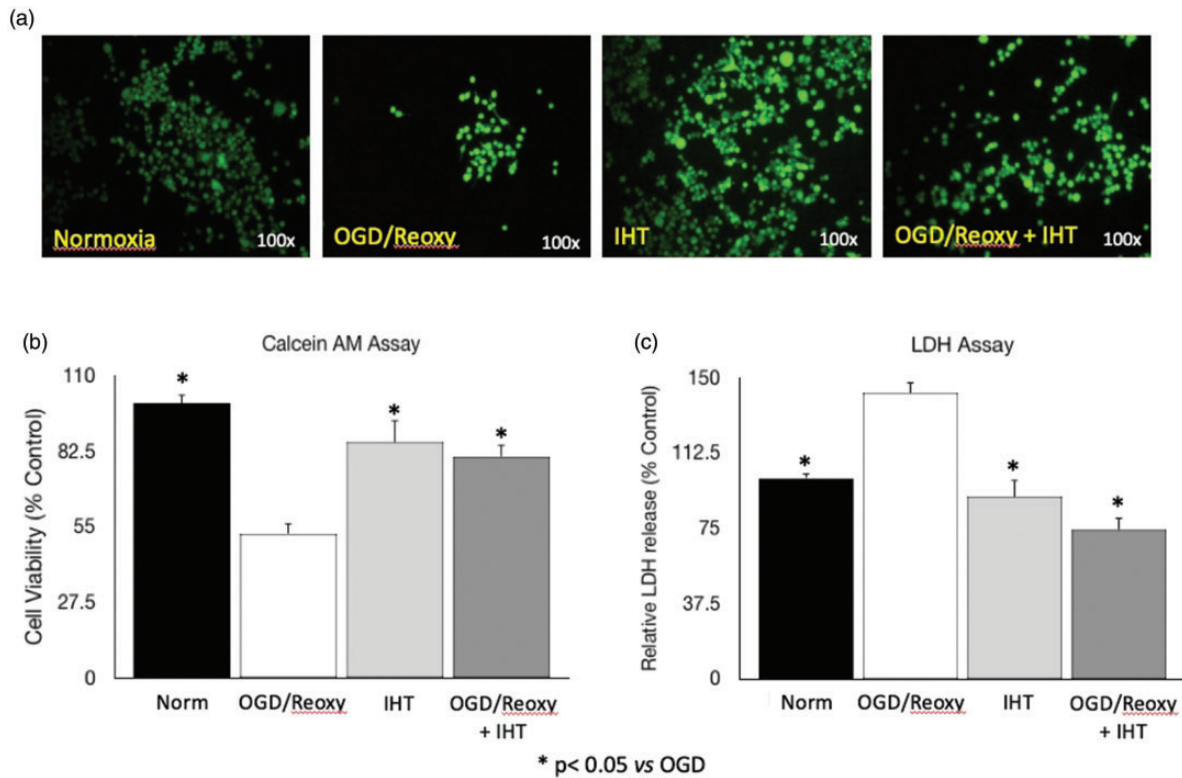 (a)
Normoxia 100x
OGD/Reoxy 100x
IHT 100x
OGD/Reoxy + IHT 100x
(b)
Calcein AM Assay
Cell Viability (% Control)
110
82.5
55
27.5
0
*
*
*
Norm
OGD/Reoxy
IHT
OGD/Reoxy
+ IHT
(c)
LDH Assay
Relative LDH release (% Control)
150
112.5
75
37.5
0
*
*
*
Norm
OGD/Reoxy
IHT
OGD/Reoxy
+ IHT
* p< 0.05 vs OGD